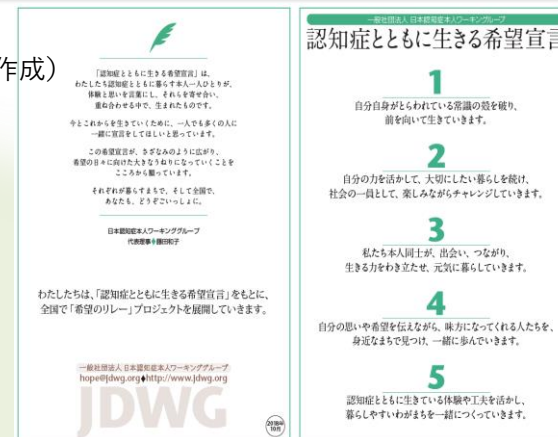 作成）
「認知症とともに生きる希望宣言」は、
わたしたち認知症とともに暮らす本人一人ひとりが、
体験と思いを言葉にし、それらを寄せ合い、
重ね合わせる中で、生まれたものです。
今とこれからを生きていくために、一人でも多くの人に
一緒に宣言をしてほしいと思っています。
この希望宣言が、さざなみのように広がり、
希望の日々に向けた大きなうねりになっていくことを
こころから願っています。
それぞれが暮らすまちで、そして全国で、
あなたも、どうぞごいっしょに。
日本認知症本人ワーキンググループ
代表理事◆藤田和子
わたしたちは、「認知症とともに生きる希望宣言」をもとに、
全国で「希望のリレー」プロジェクトを展開していきます。
一般社団法人 日本認知症本人ワーキンググループ
hope@jdwg.org◆http://www.jdwg.org
JDWG
2018年
10月
一般社団法人 日本認知症本人ワーキンググループ
認知症とともに生きる希望宣言
1
自分自身がとらわれている常識の殻を破り、
前を向いて生きていきます。
2
自分の力を活かして、大切にしたい暮らしを続け、
社会の一員として、楽しみながらチャレンジしていきます。
3
私たち本人同士が、出会い、つながり、
生きる力をわき立たせ、元気に暮らしていきます。
4
自分の思いや希望を伝えながら、味方になってくれる人たちを、
身近なまちで見つけ、一緒に歩んでいきます。
5
認知症とともに生きている体験や工夫を活かし、
暮らしやすいわがまちを一緒につくっていきます。